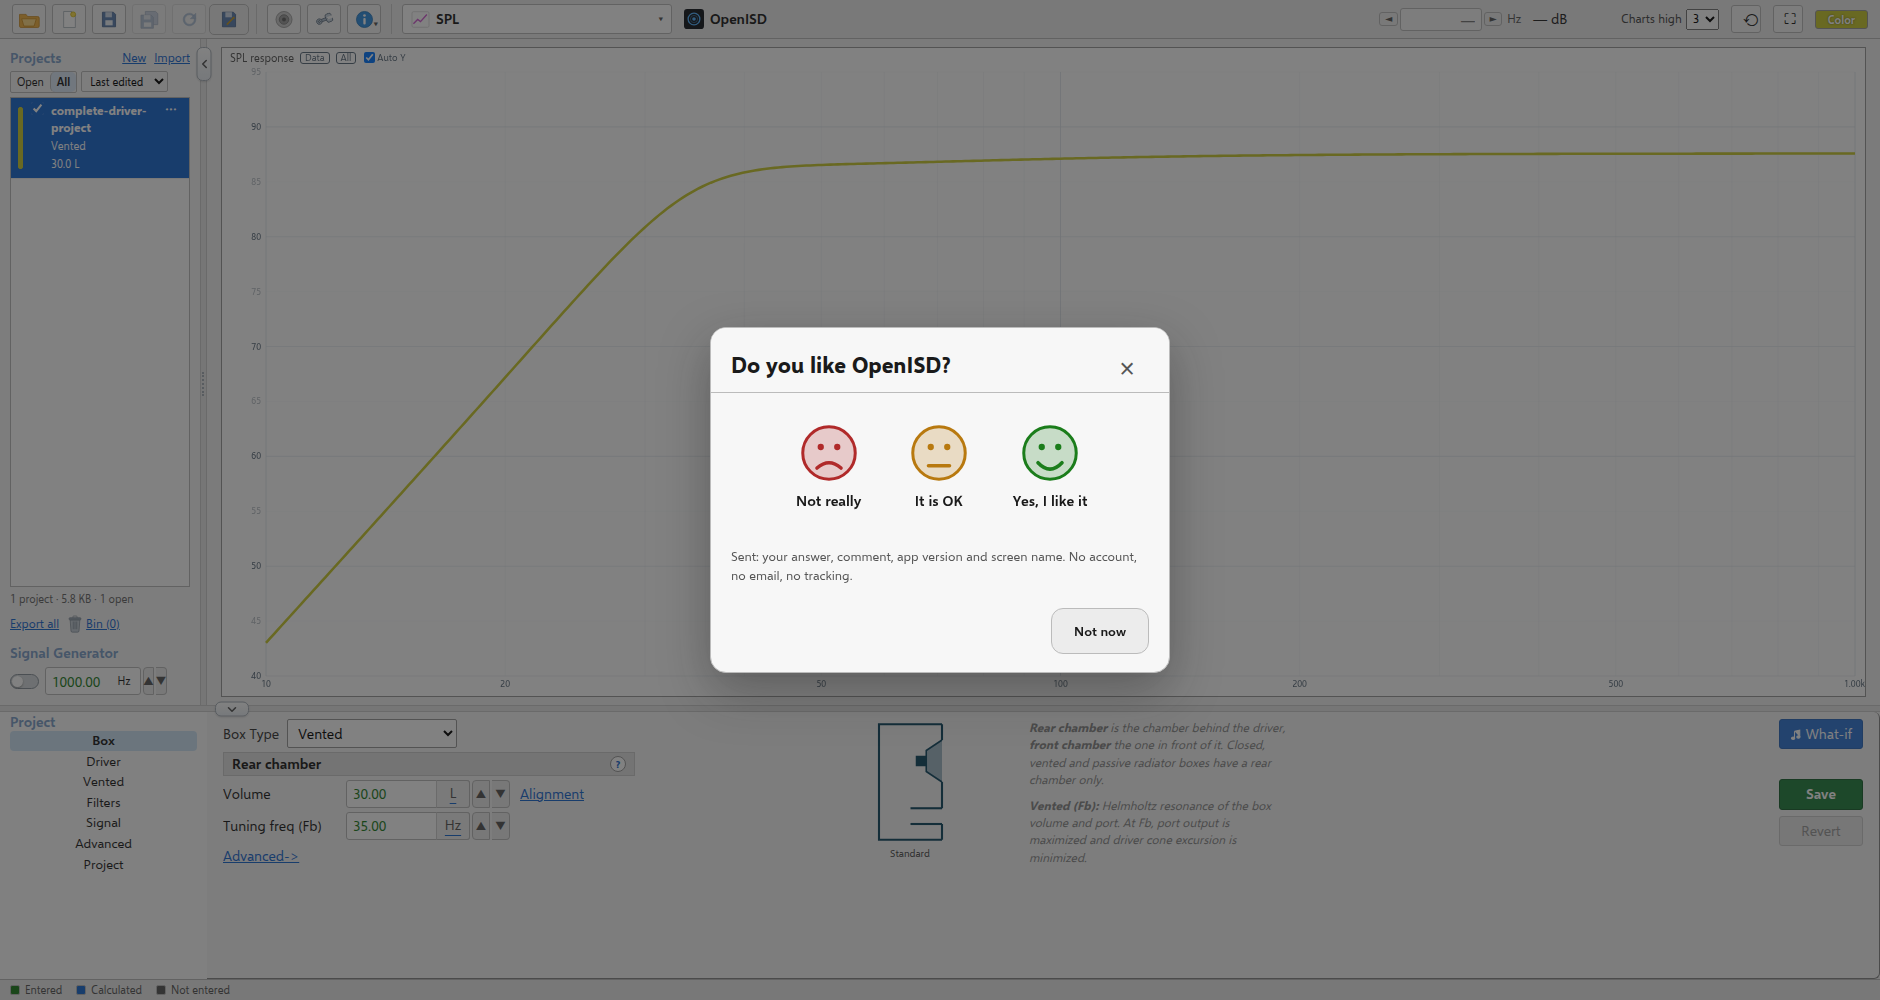 SPL
OpenISD
— Hz — dB
Charts high 3
Color
Projects New Import
Open All Last edited
complete-driver-
project
Vented
30.0 L
1 project · 5.8 KB · 1 open
Export all Bin (0)
Signal Generator
1000.00 Hz
SPL response Data All Auto Y
95
90
85
80
75
70
65
60
55
50
45
40
10 20 50 100 200 500 1.00k
Do you like OpenISD?
Not really It is OK Yes, I like it
Sent: your answer, comment, app version and screen name. No account,
no email, no tracking.
Not now
Project
Box
Driver
Vented
Filters
Signal
Advanced
Project
Box Type Vented
Rear chamber ?
Volume 30.00 L Alignment
Tuning freq (Fb) 35.00 Hz
Advanced->
Standard
Rear chamber is the chamber behind the driver,
front chamber the one in front of it. Closed,
vented and passive radiator boxes have a rear
chamber only.
Vented (Fb): Helmholtz resonance of the box
volume and port. At Fb, port output is
maximized and driver cone excursion is
minimized.
What-if
Save
Revert
Entered Calculated Not entered